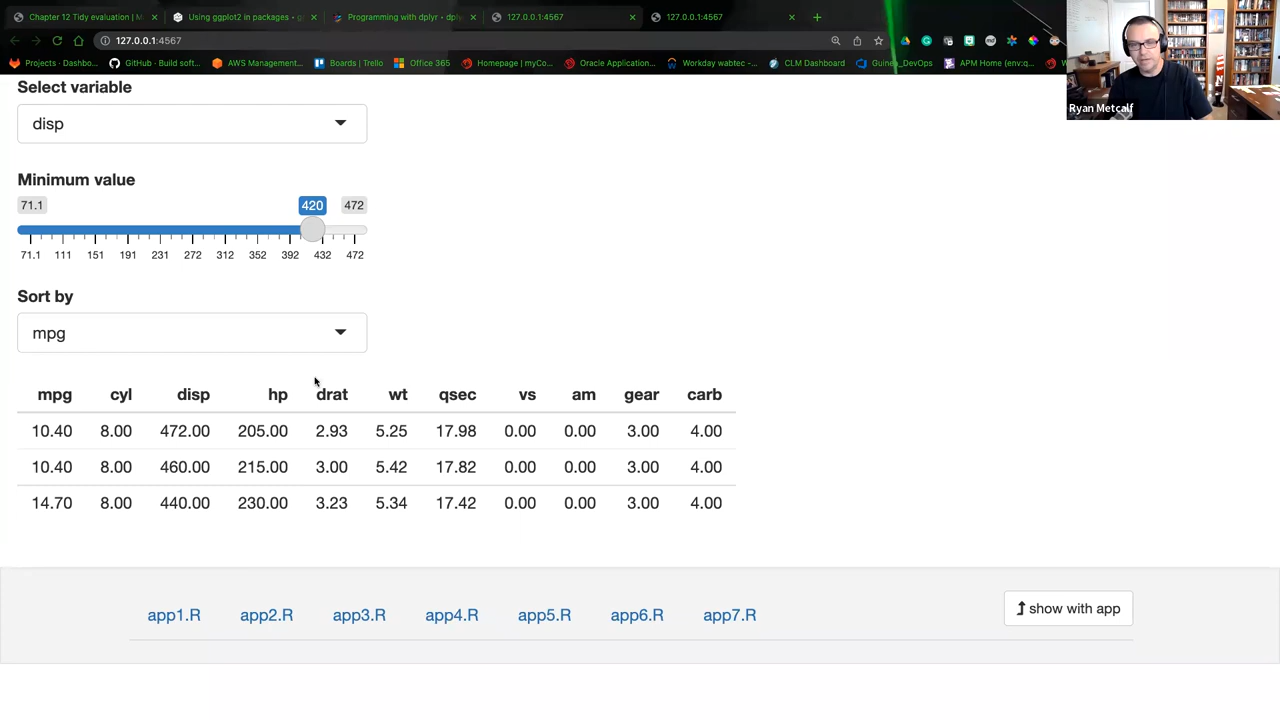 Chapter 12 Tidy evaluation | M
Using ggplot2 in packages • g
Programming with dplyr • dply
127.0.0.1:4567
127.0.0.1:4567
127.0.0.1:4567
Projects - Dashbo...
GitHub · Build soft...
AWS Management...
Boards | Trello
Office 365
Homepage | myCo...
Oracle Application...
Workday wabtec -...
CLM Dashboard
APM Home (env:q...
Ryan Metcalf
Select variable
disp
Minimum value
71.1
420
472
71.1 111 151 191 231 272 312 352 392 432 472
Sort by
mpg
mpg cyl disp hp drat wt qsec vs am gear carb
10.40 8.00 472.00 205.00 2.93 5.25 17.98 0.00 0.00 3.00 4.00
10.40 8.00 460.00 215.00 3.00 5.42 17.82 0.00 0.00 3.00 4.00
14.70 8.00 440.00 230.00 3.23 5.34 17.42 0.00 0.00 3.00 4.00
app1.R app2.R app3.R app4.R app5.R app6.R app7.R
show with app